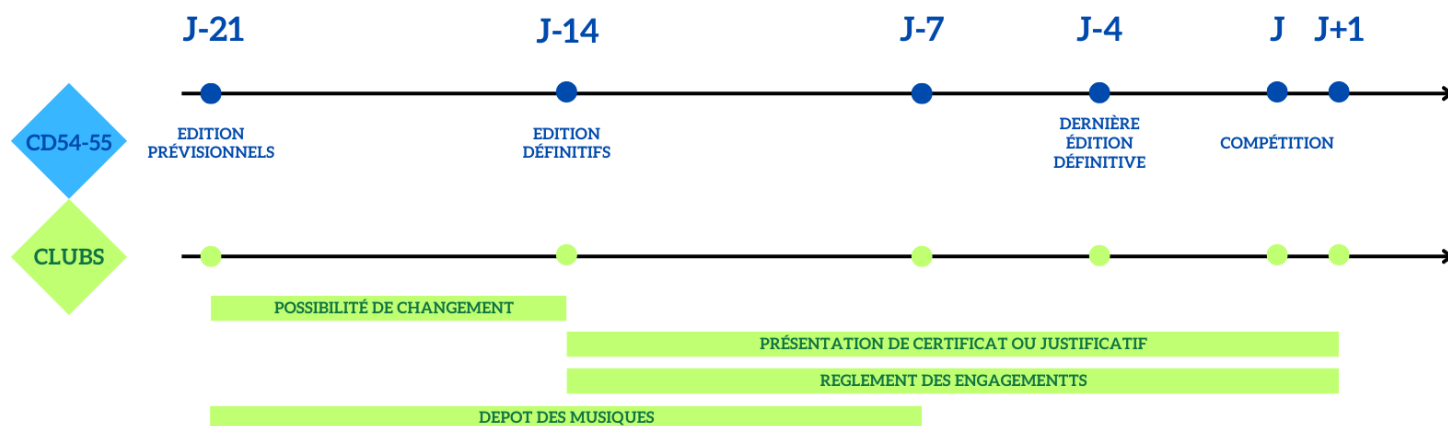 J-21
J-14
J-7
J-4
J
J+1
CD54-55
EDITION
PRÉVISIONNELS
EDITION
DÉFINITIFS
DERNIÈRE
ÉDITION
DÉFINITIVE
COMPÉTITION
CLUBS
POSSIBILITÉ DE CHANGEMENT
PRÉSENTATION DE CERTIFICAT OU JUSTIFICATIF
REGLEMENT DES ENGAGEMENTTS
DEPOT DES MUSIQUES